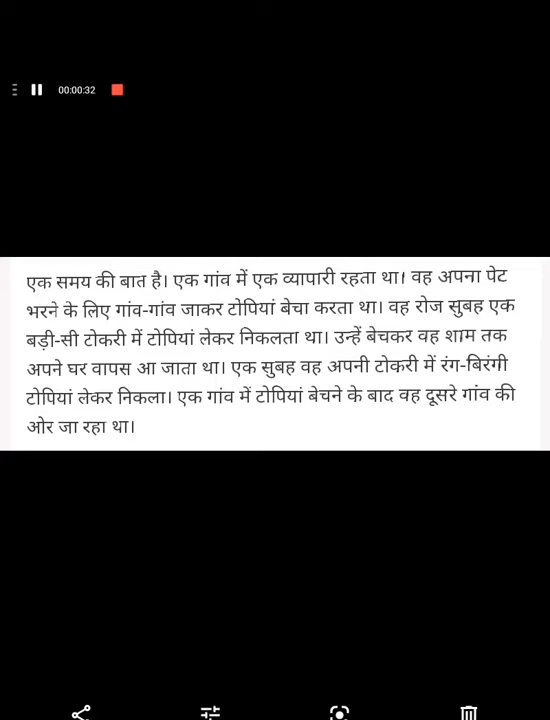 00:00:32
एक समय की बात है। एक गांव में एक व्यापारी रहता था। वह अपना पेट
भरने के लिए गांव-गांव जाकर टोपियां बेचा करता था। वह रोज सुबह एक
बड़ी-सी टोकरी में टोपियां लेकर निकलता था। उन्हें बेचकर वह शाम तक
अपने घर वापस आ जाता था। एक सुबह वह अपनी टोकरी में रंग-बिरंगी
टोपियां लेकर निकला। एक गांव में टोपियां बेचने के बाद वह दूसरे गांव की
ओर जा रहा था।